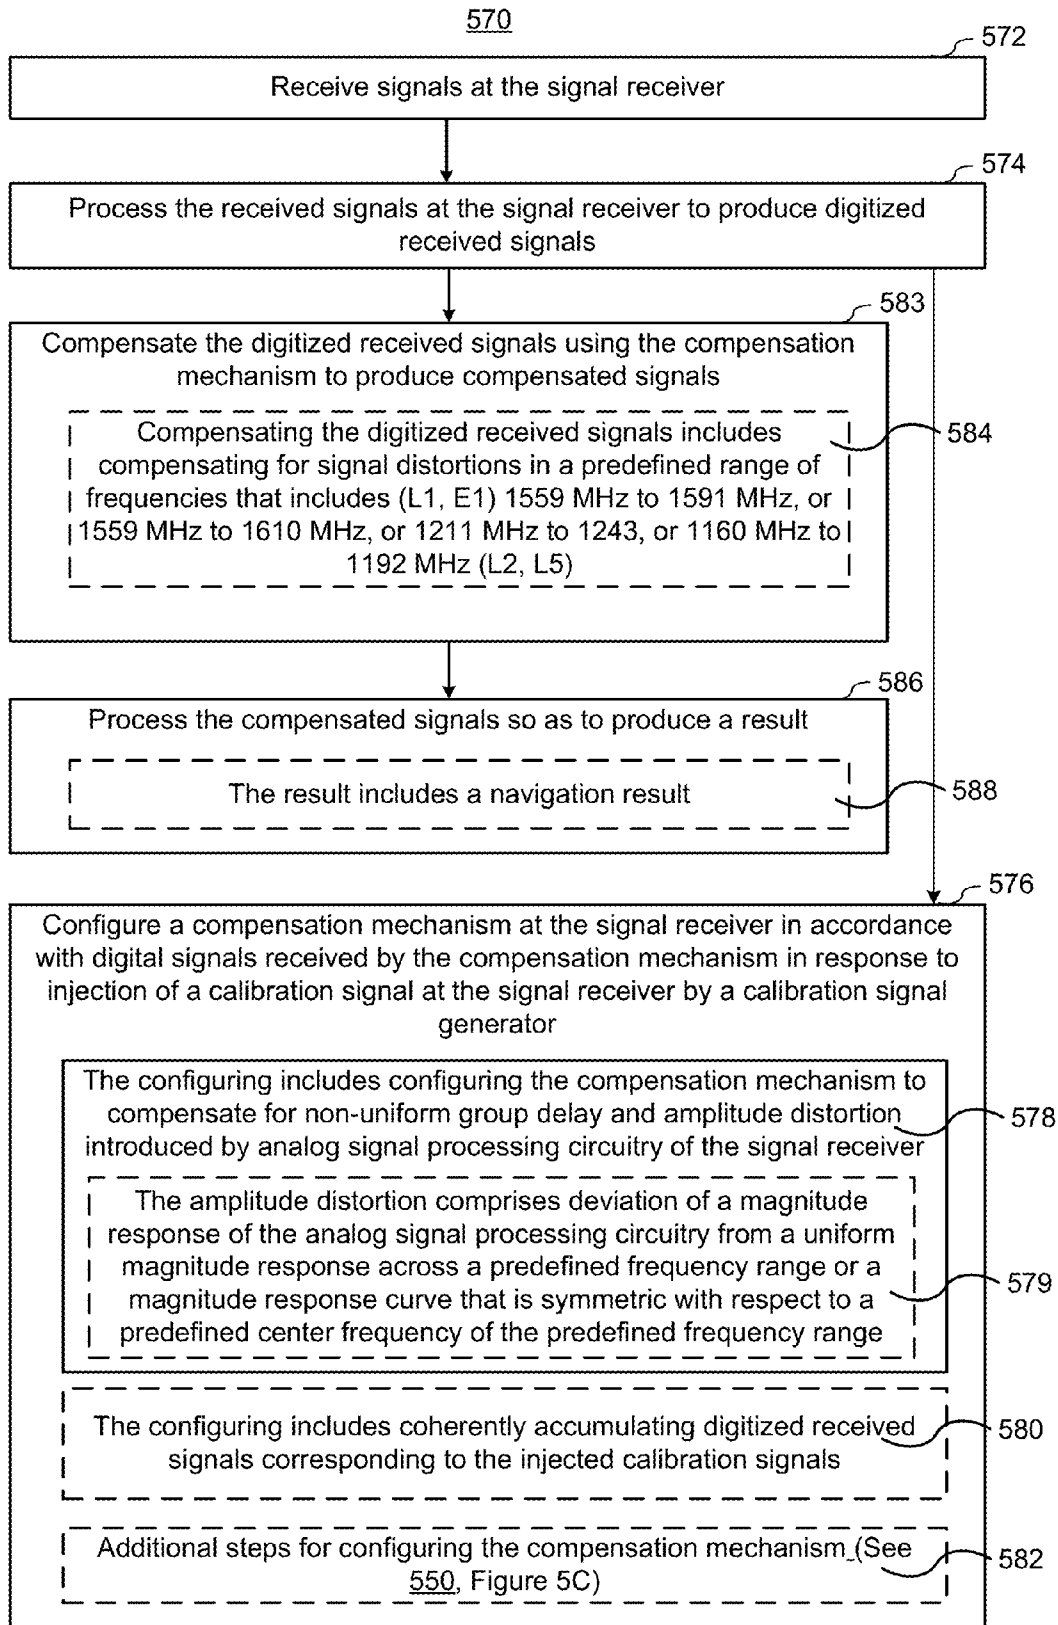 570
572
Receive signals at the signal receiver
574
Process the received signals at the signal receiver to produce digitized
received signals
583
Compensate the digitized received signals using the compensation
mechanism to produce compensated signals
Compensating the digitized received signals includes
compensating for signal distortions in a predefined range of
frequencies that includes (L1, E1) 1559 MHz to 1591 MHz, or
1559 MHz to 1610 MHz, or 1211 MHz to 1243, or 1160 MHz to
1192 MHz (L2, L5)
584
586
Process the compensated signals so as to produce a result
The result includes a navigation result
588
576
Configure a compensation mechanism at the signal receiver in accordance
with digital signals received by the compensation mechanism in response to
injection of a calibration signal at the signal receiver by a calibration signal
generator
The configuring includes configuring the compensation mechanism to
compensate for non-uniform group delay and amplitude distortion
introduced by analog signal processing circuitry of the signal receiver
578
The amplitude distortion comprises deviation of a magnitude
response of the analog signal processing circuitry from a uniform
magnitude response across a predefined frequency range or a
magnitude response curve that is symmetric with respect to a
predefined center frequency of the predefined frequency range
579
The configuring includes coherently accumulating digitized received
signals corresponding to the injected calibration signals
580
Additional steps for configuring the compensation mechanism (See
550, Figure 5C)
582